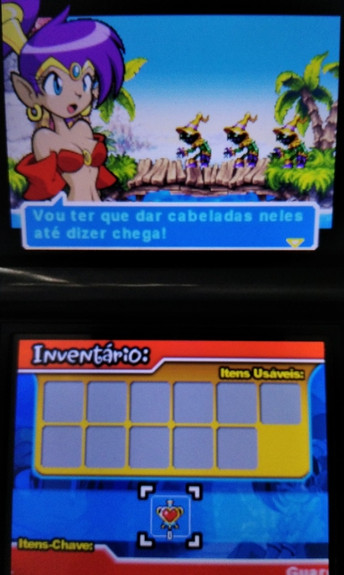 Vou ter que dar cabeladas neles
até dizer chega!
Inventário:
Itens Usáveis:
Itens-Chave: